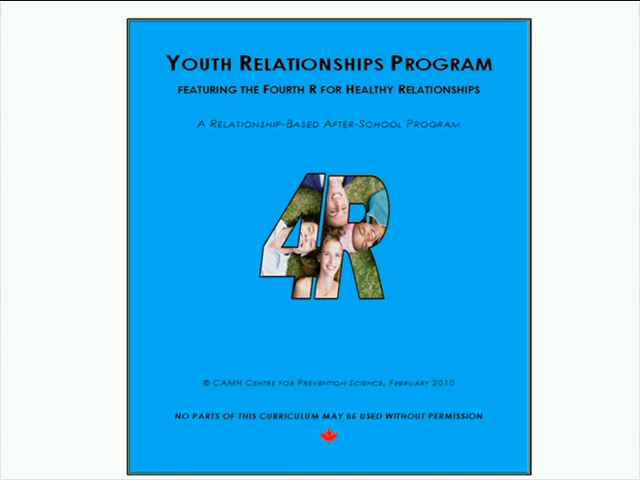 YOUTH RELATIONSHIPS PROGRAM
FEATURING THE FOURTH R FOR HEALTHY RELATIONSHIPS
A RELATIONSHIP-BASED AFTER-SCHOOL PROGRAM
4R
© CAMH CENTRE FOR PREVENTION SCIENCE, FEBRUARY 2010
NO PARTS OF THIS CURRICULUM MAY BE USED WITHOUT PERMISSION